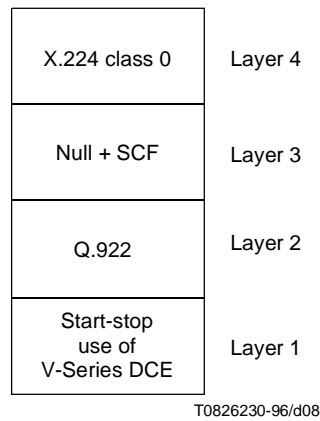 X.224 class 0
Layer 4
Null + SCF
Layer 3
Q.922
Layer 2
Start-stop
use of
V-Series DCE
Layer 1
T0826230-96/d08